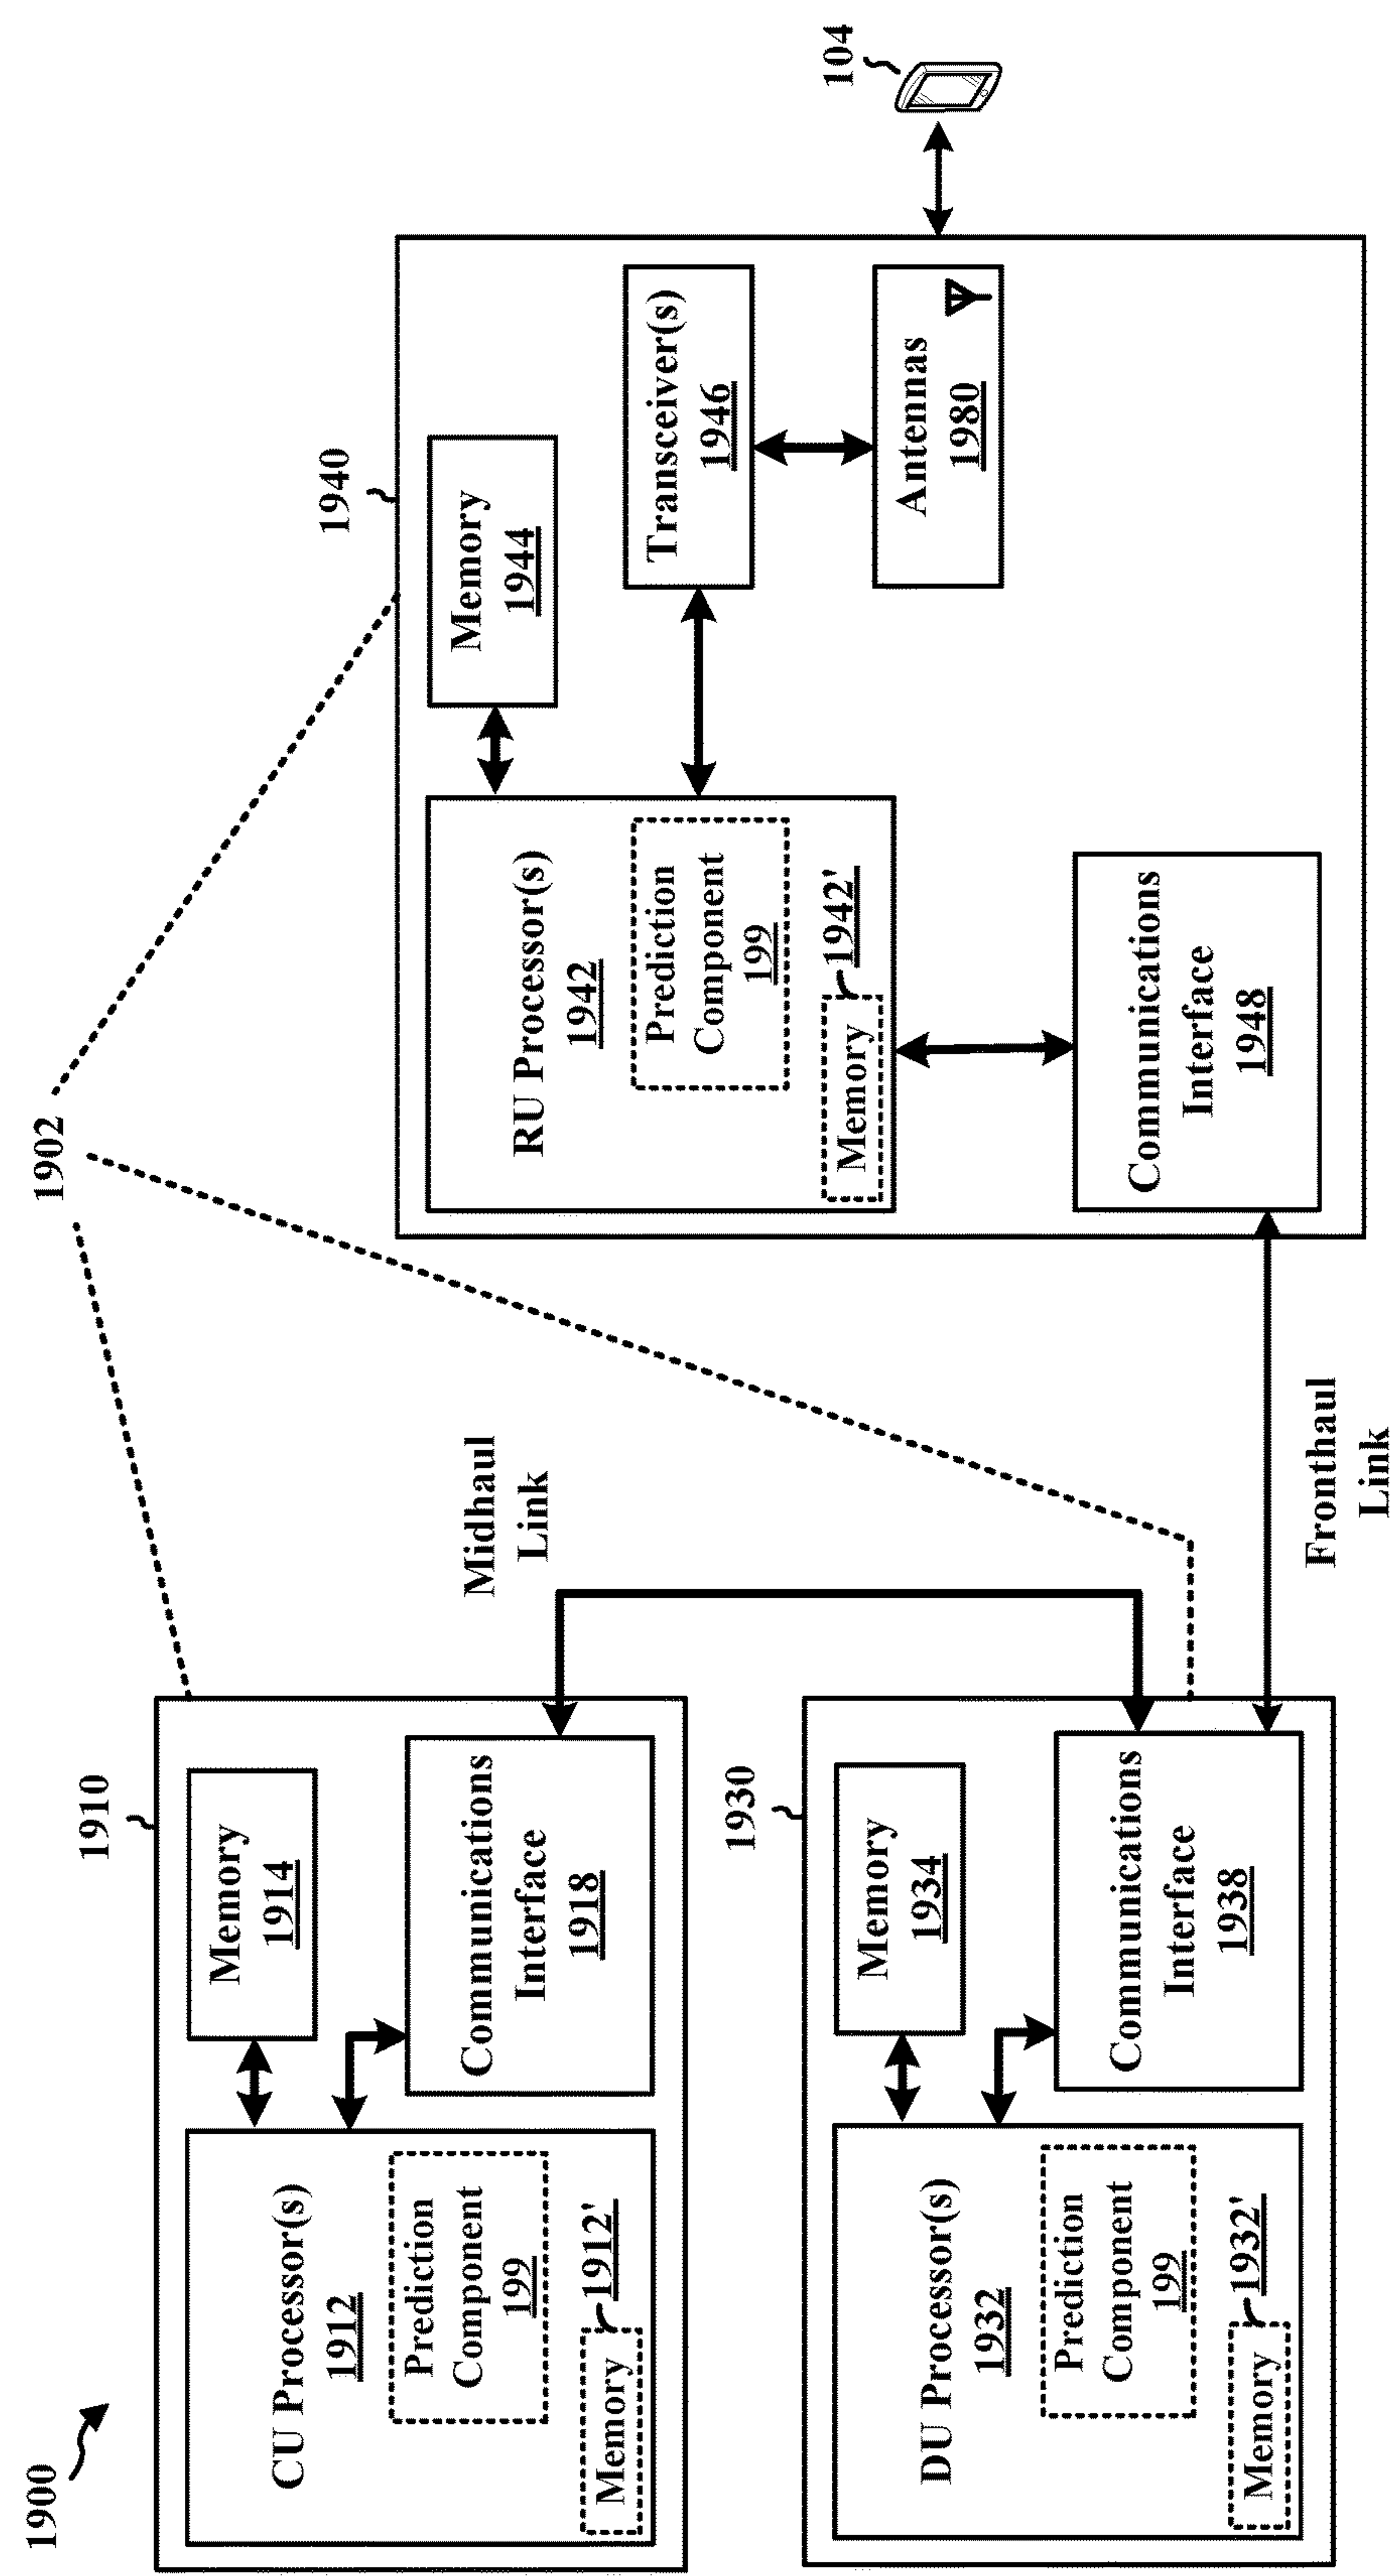 1900
1902
1910
CU Processor(s)
1912
Prediction
Component
199
Memory
1912'
Memory
1914
Communications
Interface
1918
Midhaul
Link
1930
DU Processor(s)
1932
Prediction
Component
199
Memory
1932'
Memory
1934
Communications
Interface
1938
Fronthaul
Link
1940
RU Processor(s)
1942
Prediction
Component
199
Memory
1942'
Memory
1944
Transceiver(s)
1946
Antennas
1980
Communications
Interface
1948
104